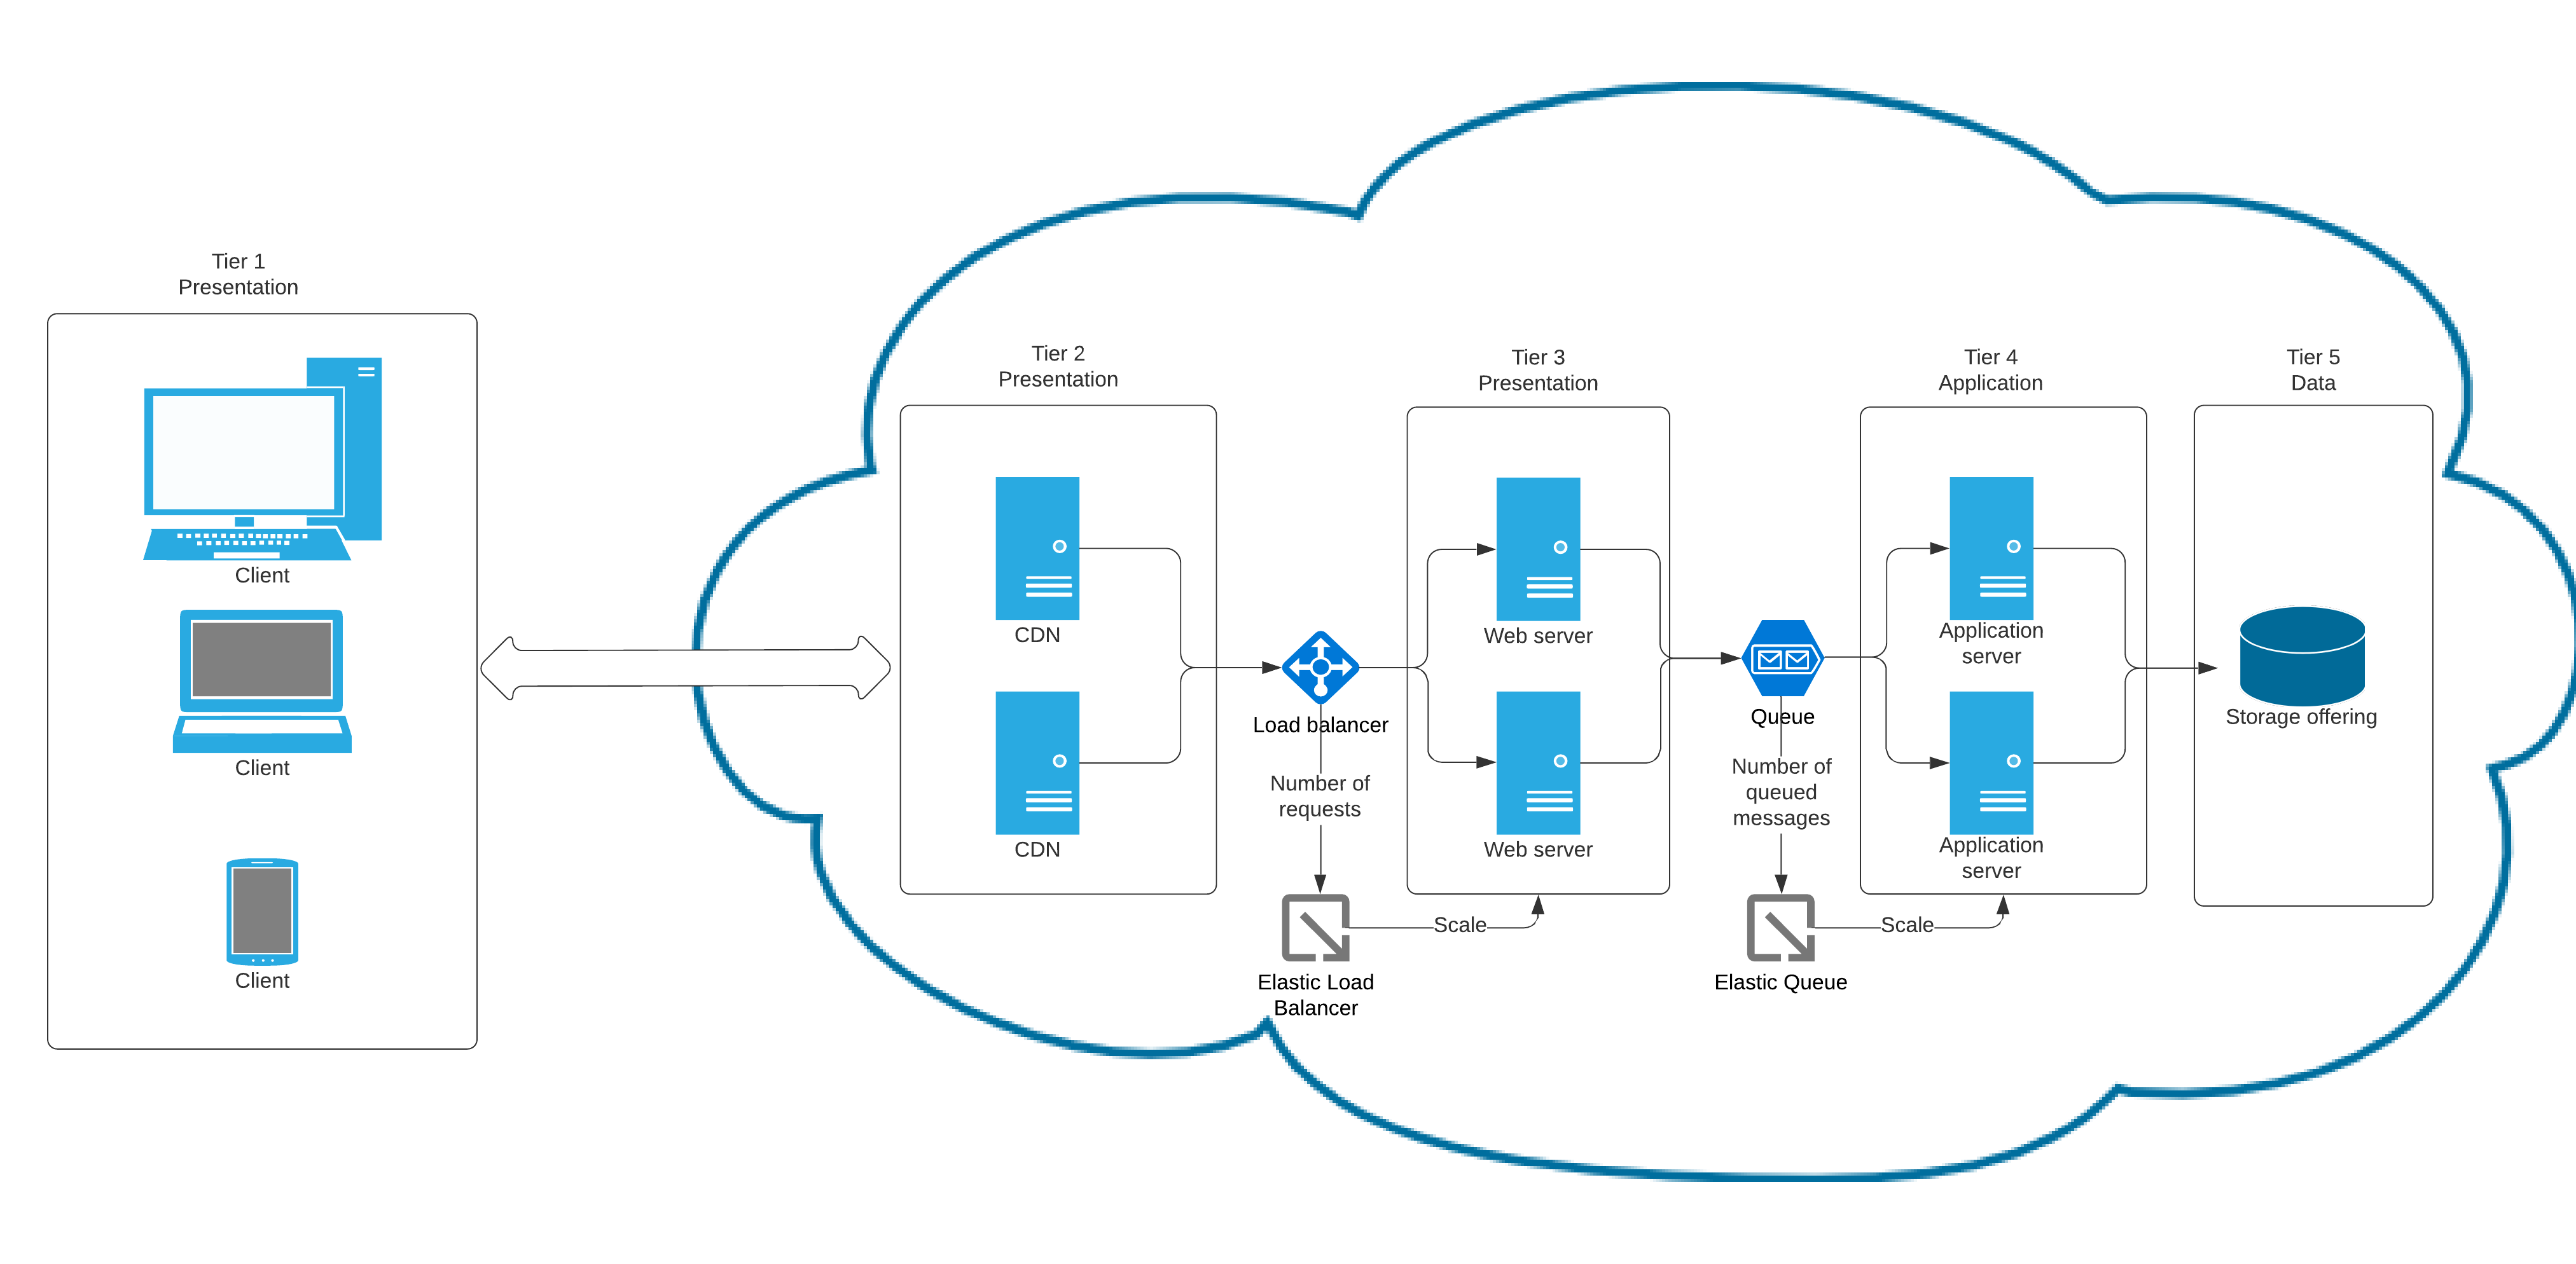 Tier 1
Presentation
Client
Client
Client
Tier 2
Presentation
CDN
CDN
Load balancer
Number of
requests
Elastic Load
Balancer
Scale
Tier 3
Presentation
Web server
Web server
Queue
Number of
queued
messages
Elastic Queue
Scale
Tier 4
Application
Application
server
Application
server
Tier 5
Data
Storage offering